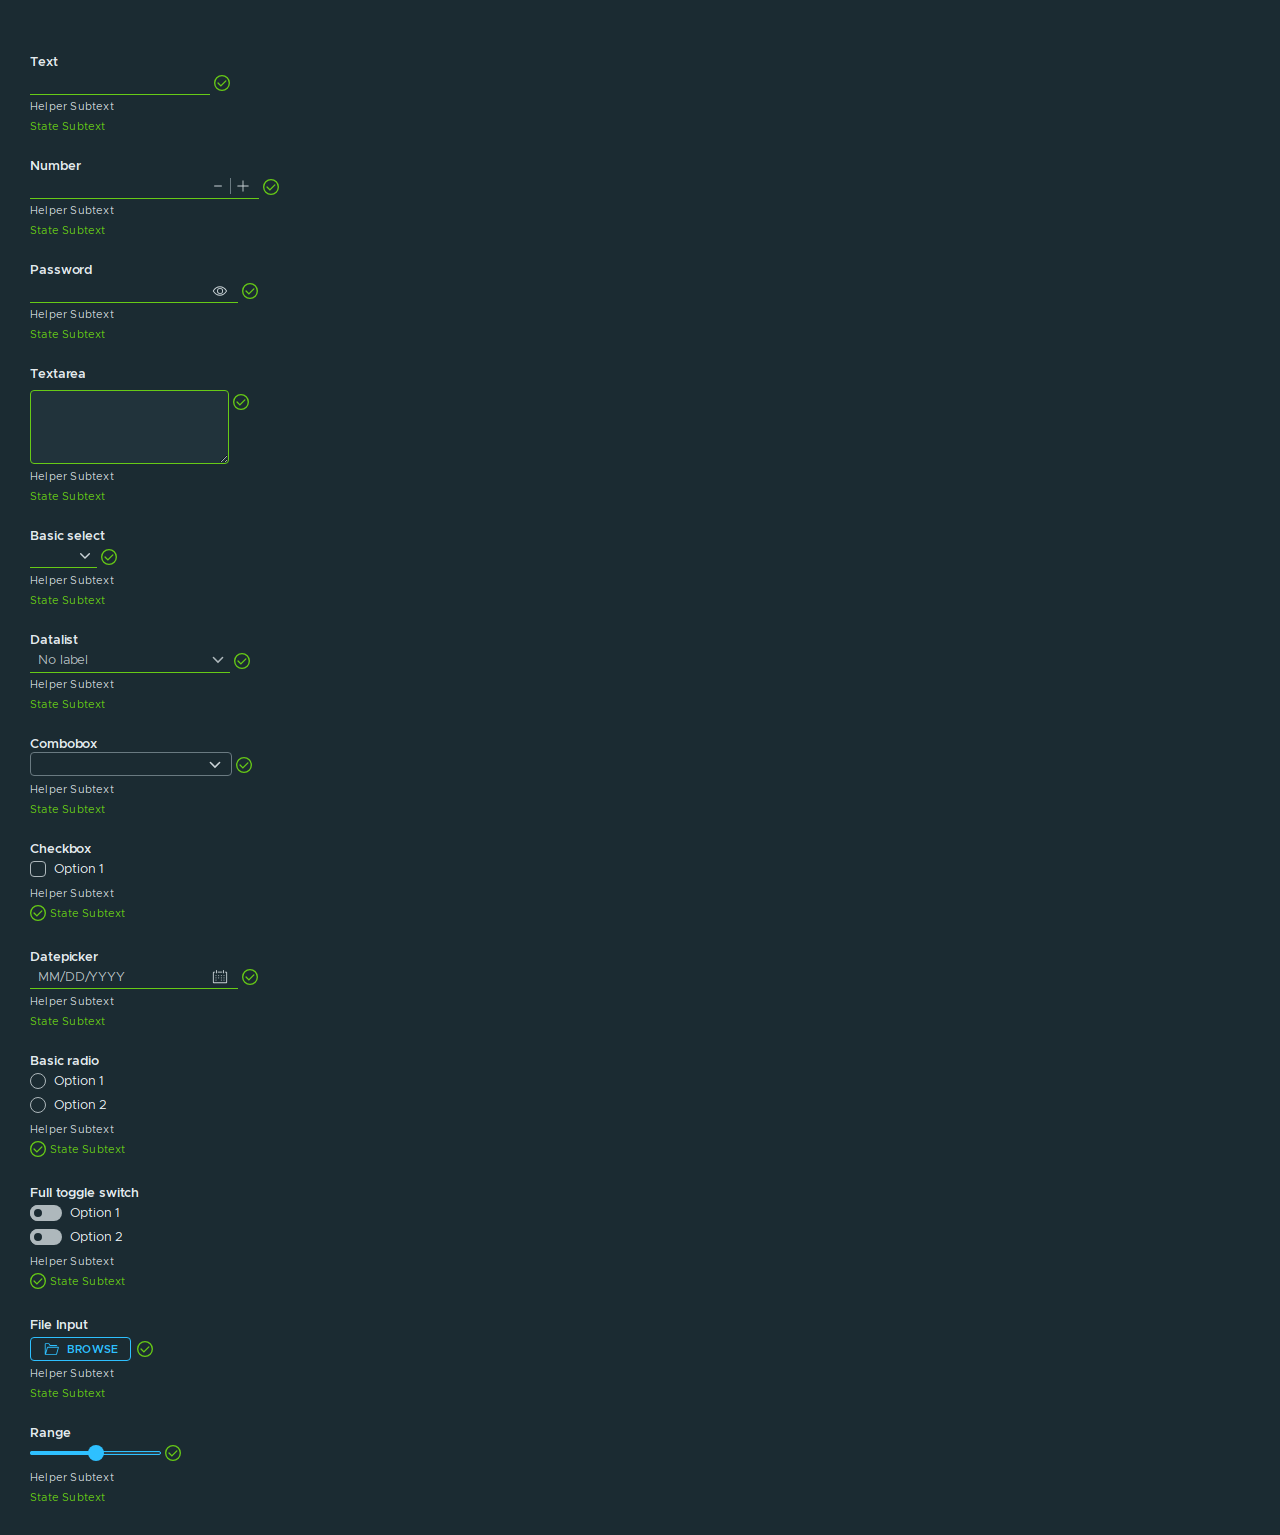 Text
Helper Subtext
State Subtext
Number
Helper Subtext
State Subtext
Password
Helper Subtext
State Subtext
Textarea
Helper Subtext
State Subtext
Basic select
Helper Subtext
State Subtext
Datalist
No label
Helper Subtext
State Subtext
Combobox
Helper Subtext
State Subtext
Checkbox
Option 1
Helper Subtext
State Subtext
Datepicker
MM/DD/YYYY
Helper Subtext
State Subtext
Basic radio
Option 1
Option 2
Helper Subtext
State Subtext
Full toggle switch
Option 1
Option 2
Helper Subtext
State Subtext
File Input
BROWSE
Helper Subtext
State Subtext
Range
Helper Subtext
State Subtext